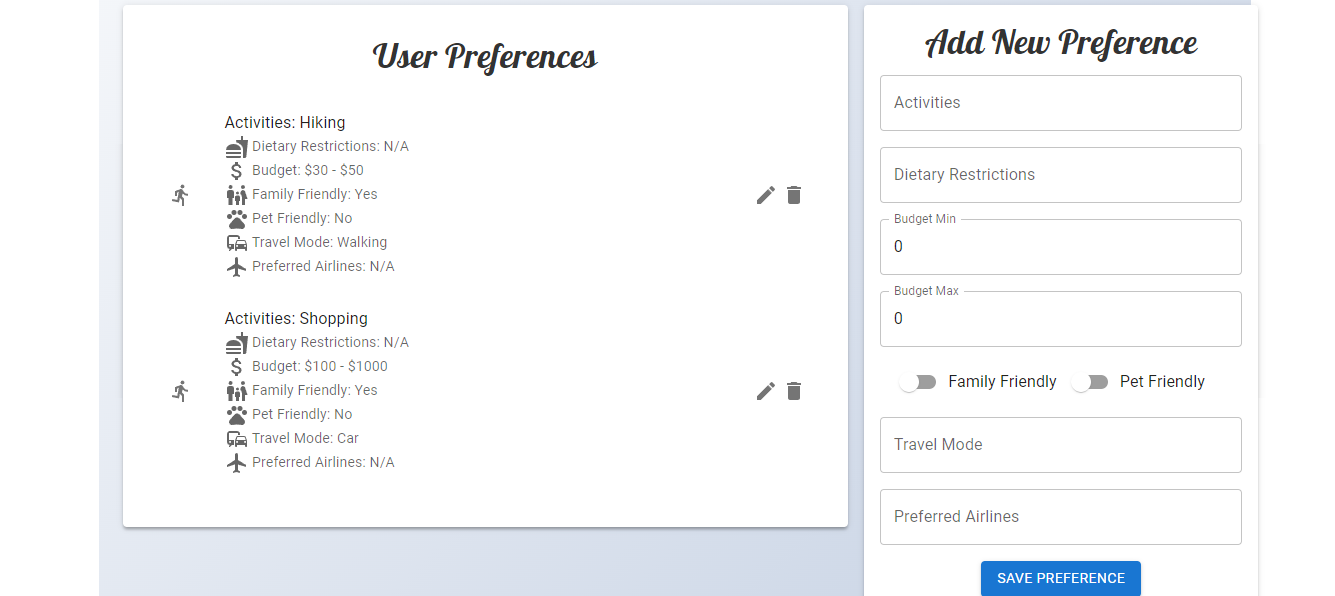 User Preferences
Activities: Hiking
Dietary Restrictions: N/A
Budget: $30 - $50
Family Friendly: Yes
Pet Friendly: No
Travel Mode: Walking
Preferred Airlines: N/A
Activities: Shopping
Dietary Restrictions: N/A
Budget: $100 - $1000
Family Friendly: Yes
Pet Friendly: No
Travel Mode: Car
Preferred Airlines: N/A
Add New Preference
Activities
Dietary Restrictions
Budget Min
0
Budget Max
0
Family Friendly Pet Friendly
Travel Mode
Preferred Airlines
SAVE PREFERENCE